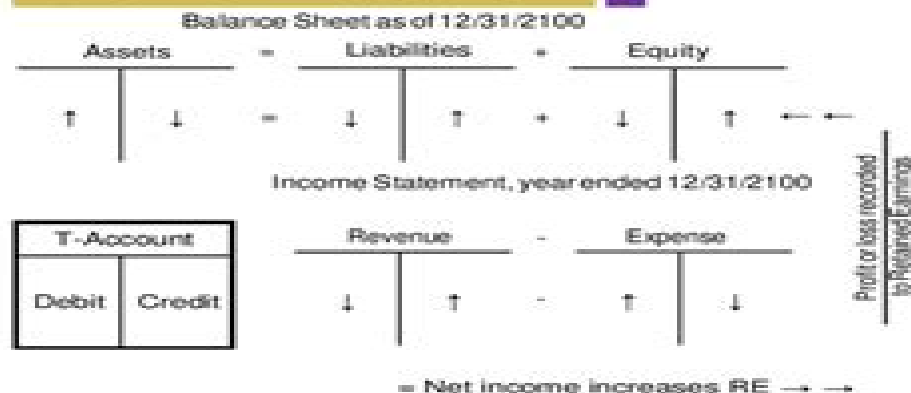 Balance Sheet as of 12/31/2100
Assets = Liabilities + Equity
↑ ↓ = ↓ ↑ + ↓ ↑ ← ←
Income Statement, year ended 12/31/2100
T-Account
Debit Credit
Revenue - Expense
↓ ↑ - ↑ ↓
= Net income increases RE → →
Profit or loss recorded
to Retained Earnings